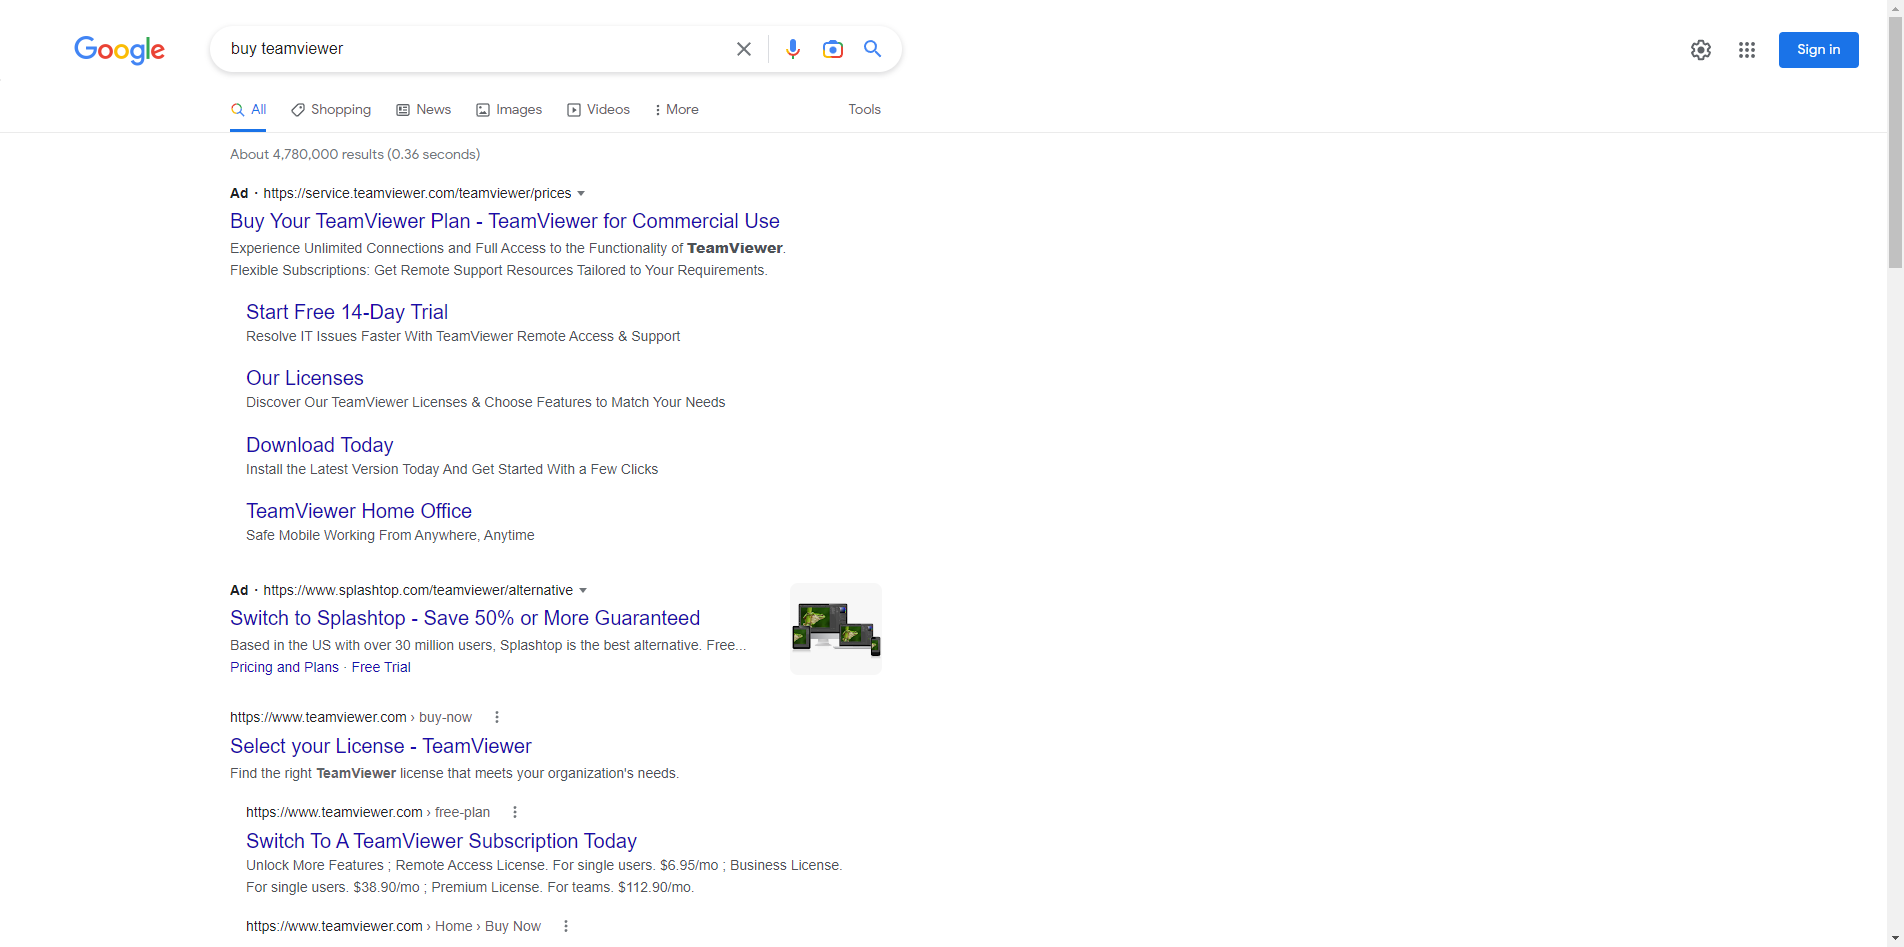 Google
buy teamviewer
Sign in
All
Shopping
News
Images
Videos
More
Tools
About 4,780,000 results (0.36 seconds)
Ad · https://service.teamviewer.com/teamviewer/prices
Buy Your TeamViewer Plan - TeamViewer for Commercial Use
Experience Unlimited Connections and Full Access to the Functionality of TeamViewer.
Flexible Subscriptions: Get Remote Support Resources Tailored to Your Requirements.
Start Free 14-Day Trial
Resolve IT Issues Faster With TeamViewer Remote Access & Support
Our Licenses
Discover Our TeamViewer Licenses & Choose Features to Match Your Needs
Download Today
Install the Latest Version Today And Get Started With a Few Clicks
TeamViewer Home Office
Safe Mobile Working From Anywhere, Anytime
Ad · https://www.splashtop.com/teamviewer/alternative
Switch to Splashtop - Save 50% or More Guaranteed
Based in the US with over 30 million users, Splashtop is the best alternative. Free...
Pricing and Plans · Free Trial
https://www.teamviewer.com › buy-now
Select your License - TeamViewer
Find the right TeamViewer license that meets your organization's needs.
https://www.teamviewer.com › free-plan
Switch To A TeamViewer Subscription Today
Unlock More Features ; Remote Access License. For single users. $6.95/mo ; Business License.
For single users. $38.90/mo ; Premium License. For teams. $112.90/mo.
https://www.teamviewer.com › Home › Buy Now